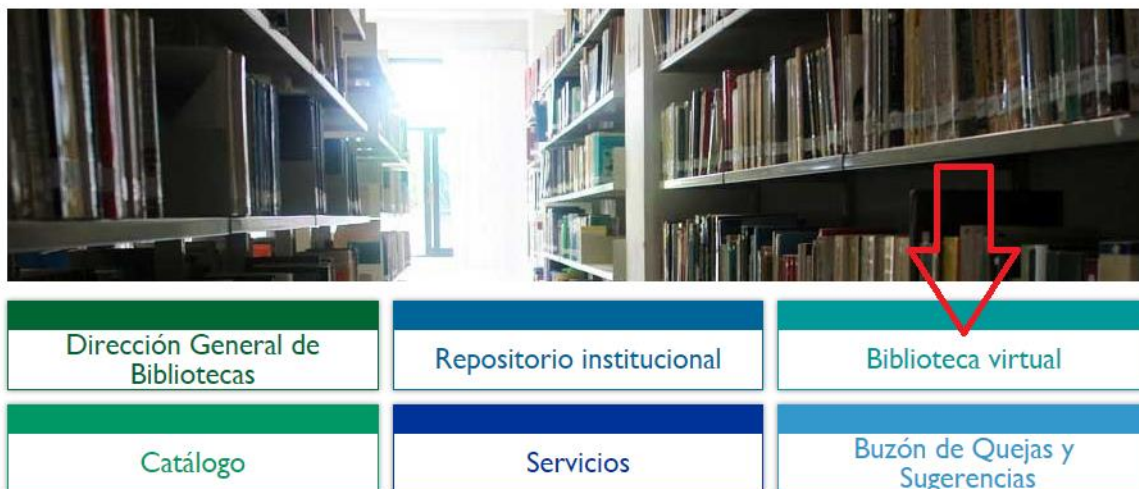 Dirección General de
Bibliotecas
Repositorio institucional
Biblioteca virtual
Catálogo
Servicios
Buzón de Quejas y
Sugerencias